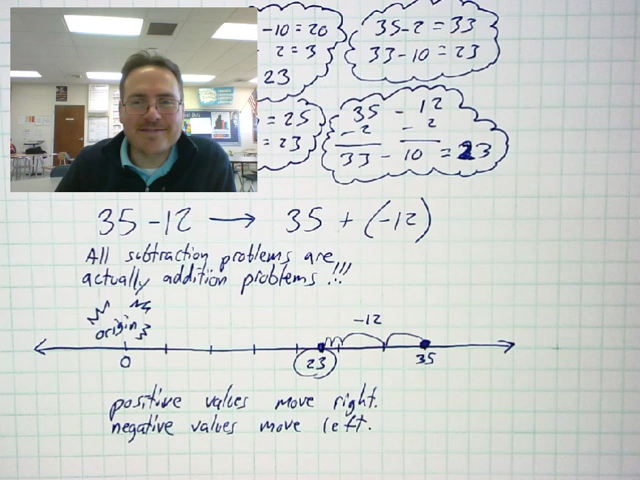 -10 = 20
2 = 3
23
35 - 2 = 33
33 - 10 = 23
= 25
= 23
35 - 12
-2 - 2
33 - 10 = 23
35 - 12 → 35 + (-12)
All subtraction problems are
actually addition problems!!!
origin
-12
0 23 35
positive values move right.
negative values move left.